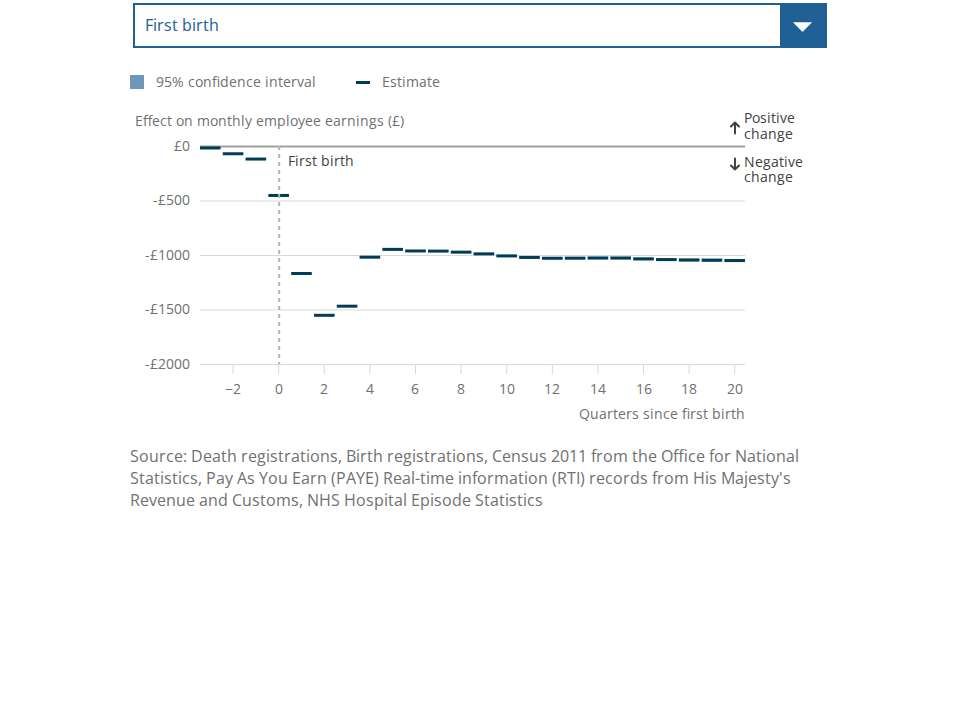 First birth
95% confidence interval
Estimate
Effect on monthly employee earnings (£)
Positive
change
£0
First birth
Negative
change
-£500
-£1000
-£1500
-£2000
−2 0 2 4 6 8 10 12 14 16 18 20
Quarters since first birth
Source: Death registrations, Birth registrations, Census 2011 from the Office for National
Statistics, Pay As You Earn (PAYE) Real-time information (RTI) records from His Majesty's
Revenue and Customs, NHS Hospital Episode Statistics